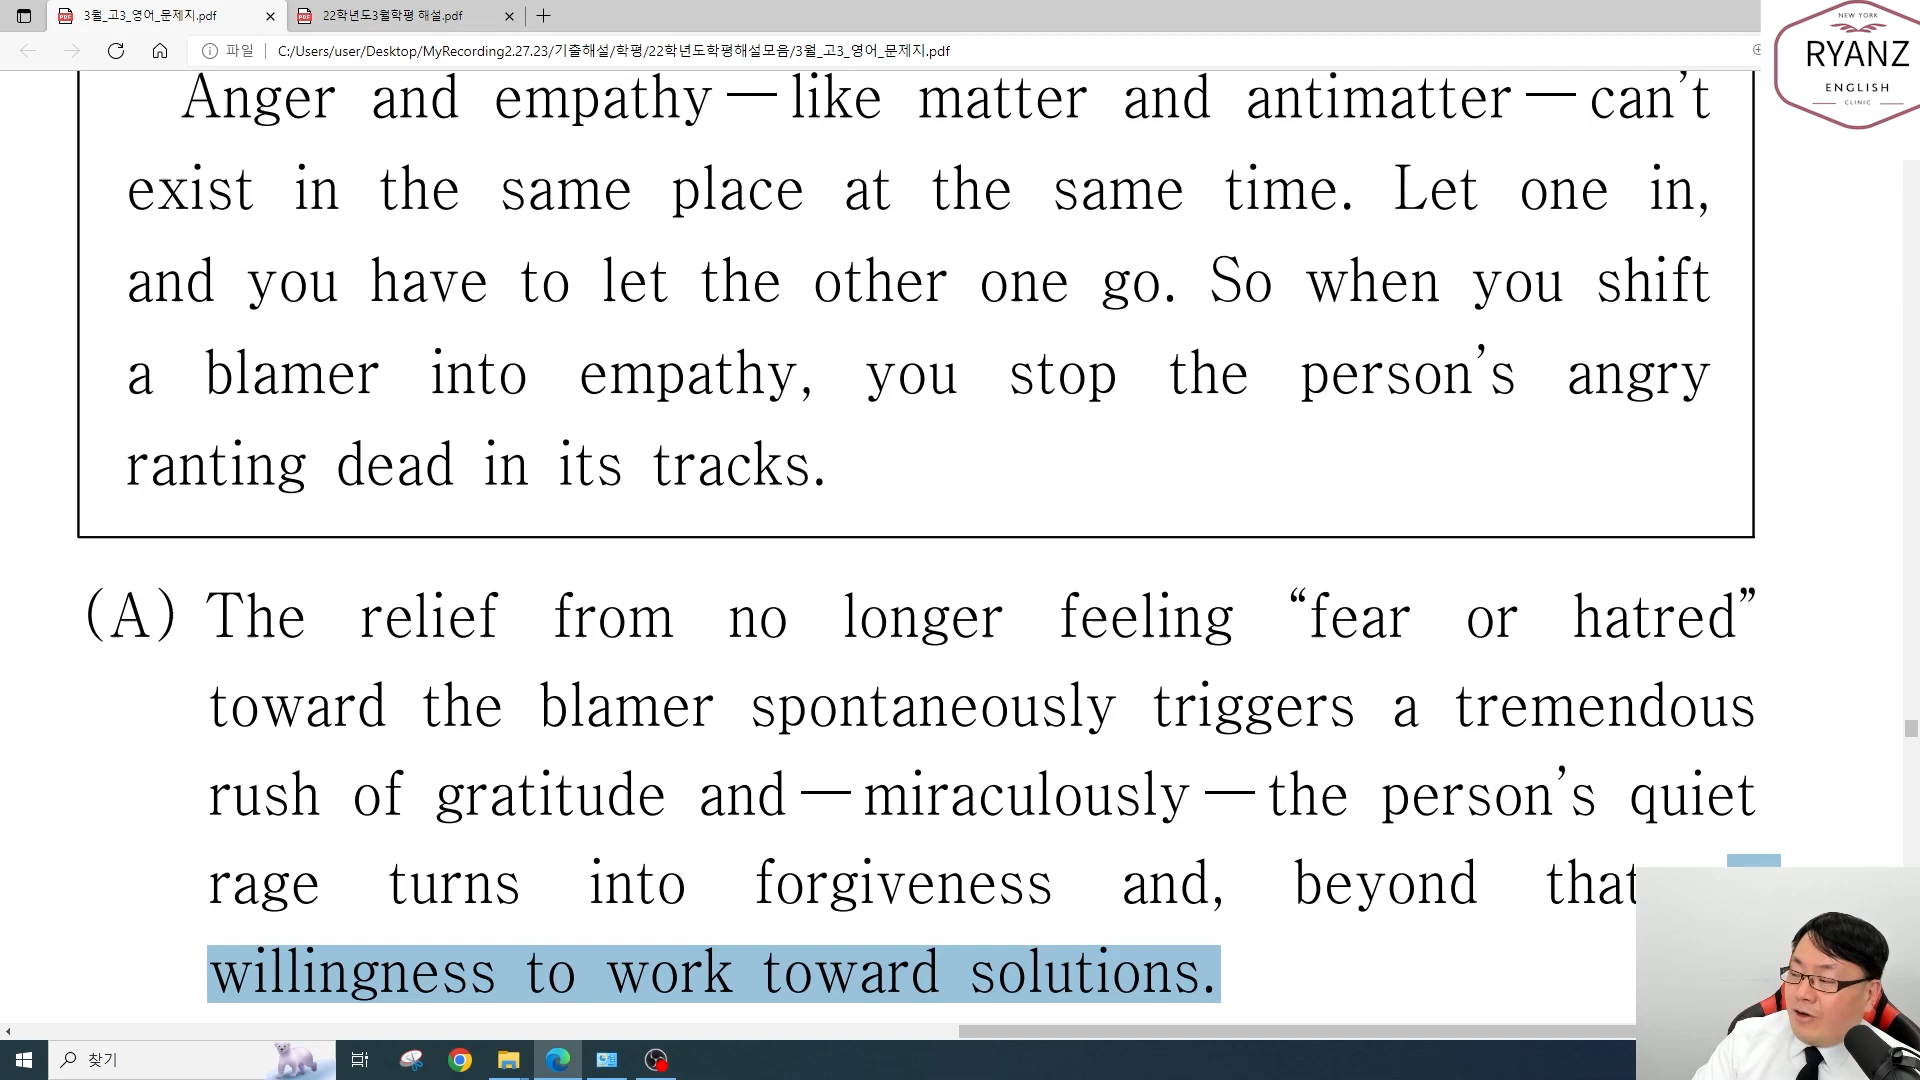 3월_고3_영어_문제지.pdf
22학년도3월학평 해설.pdf
파일
C:/Users/user/Desktop/MyRecording2.27.23/기출해설/학평/22학년도학평해설모음/3월_고3_영어_문제지.pdf
NEW YORK
RYANZ
ENGLISH
CLINIC
Anger and empathy—like matter and antimatter—can't
exist in the same place at the same time. Let one in,
and you have to let the other one go. So when you shift
a blamer into empathy, you stop the person's angry
ranting dead in its tracks.
(A) The relief from no longer feeling “fear or hatred”
toward the blamer spontaneously triggers a tremendous
rush of gratitude and—miraculously—the person's quiet
rage turns into forgiveness and, beyond that
willingness to work toward solutions.
찾기